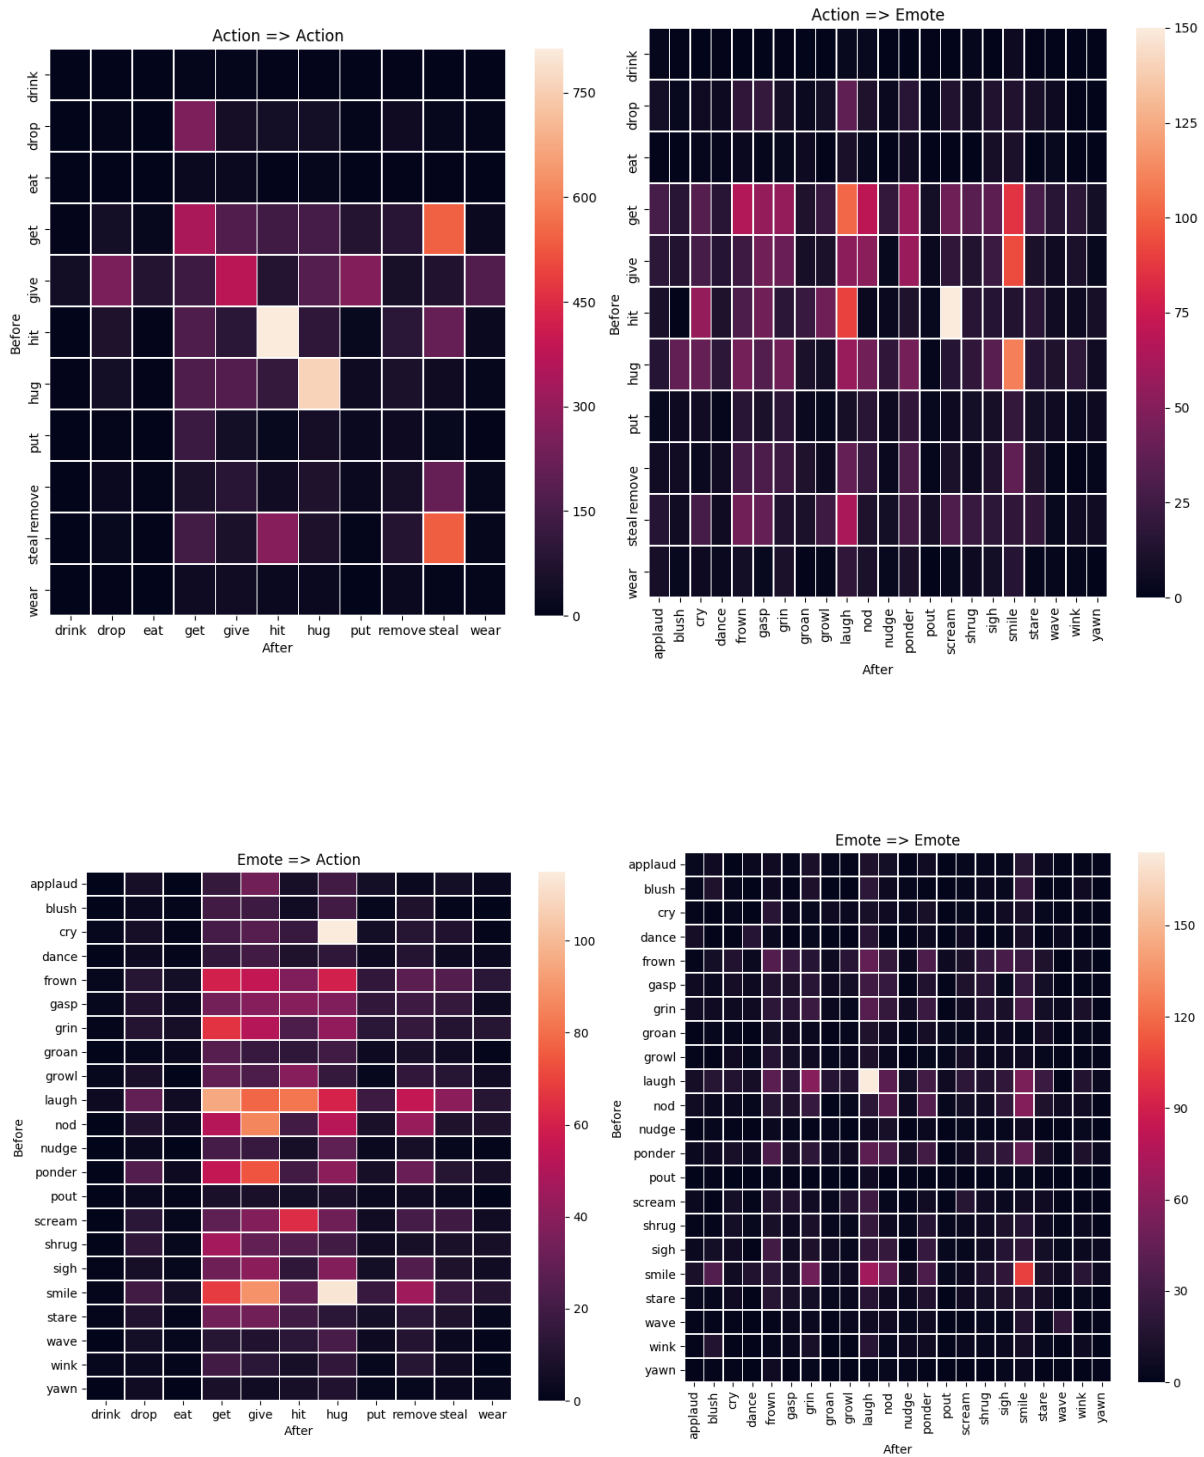 Action => Action
Before
drink
drop
eat
get
give
hit
hug
put
remove
steal
wear
drink drop eat get give hit hug put remove steal wear
After
750
600
450
300
150
0
Action => Emote
Before
drink
drop
eat
get
give
hit
hug
put
remove
steal
wear
applaud blush cry dance frown gasp grin groan growl laugh nod nudge ponder pout scream shrug sigh smile stare wave wink yawn
After
150
125
100
75
50
25
0
Emote => Action
Before
applaud
blush
cry
dance
frown
gasp
grin
groan
growl
laugh
nod
nudge
ponder
pout
scream
shrug
sigh
smile
stare
wave
wink
yawn
drink drop eat get give hit hug put remove steal wear
After
100
80
60
40
20
0
Emote => Emote
Before
applaud
blush
cry
dance
frown
gasp
grin
groan
growl
laugh
nod
nudge
ponder
pout
scream
shrug
sigh
smile
stare
wave
wink
yawn
applaud blush cry dance frown gasp grin groan growl laugh nod nudge ponder pout scream shrug sigh smile stare wave wink yawn
After
150
120
90
60
30
0